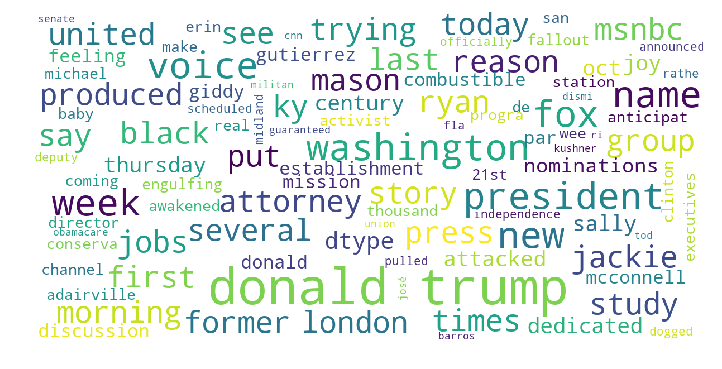 senate
united see trying today san msnbc
erin cnn officially fallout announced
feeling make gutierrez last reason oct joy
michael voice militan mason combustible station rathe
produced giddy scheduled century ryan de dismi name
baby real midland ky progra fox anticipat
say black guaranteed activist fla par wee ri group
deputy thursday put washington nominations kushner
coming engulfing establishment 21st
week awakened attorney mission story president clinton
director thousand independence sally executives
obamacare jobs several dtype union press new jackie tod
conserva
channel first donald pulled attacked mcconnell
adairville donald trump josé study
morning former london times dedicated
discussion barros dogged